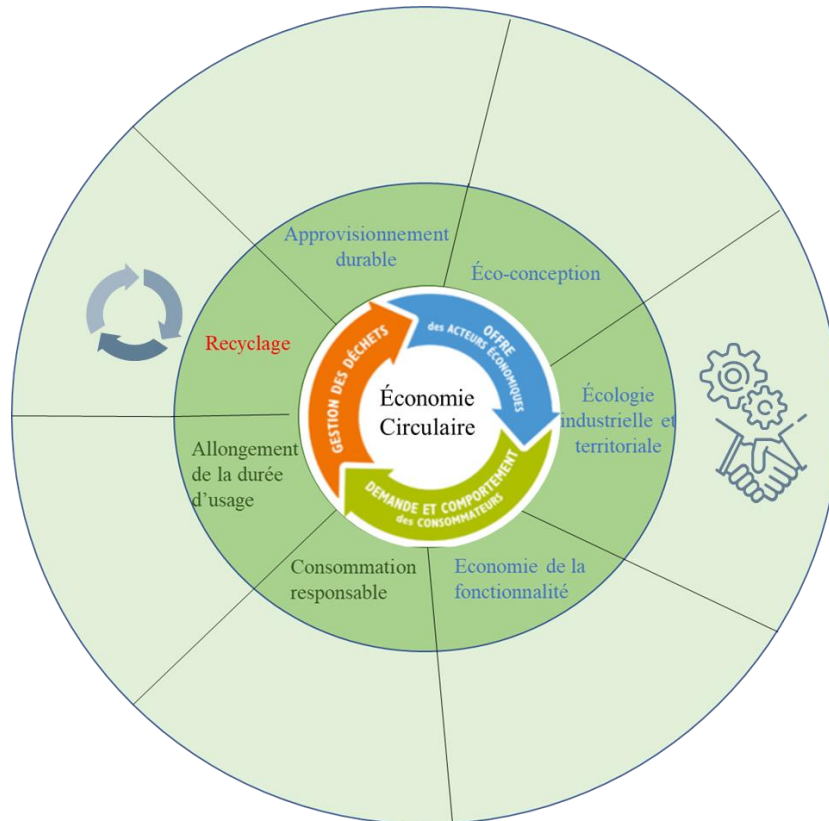 Approvisionnement
durable
Éco-conception
Écologie
industrielle et
territoriale
Economie de la
fonctionnalité
Consommation
responsable
Allongement
de la durée
d’usage
Recyclage
OFFRE
des ACTEURS ÉCONOMIQUES
DEMANDE ET COMPORTEMENT
des CONSOMMATEURS
GESTION DES DÉCHETS
Économie
Circulaire